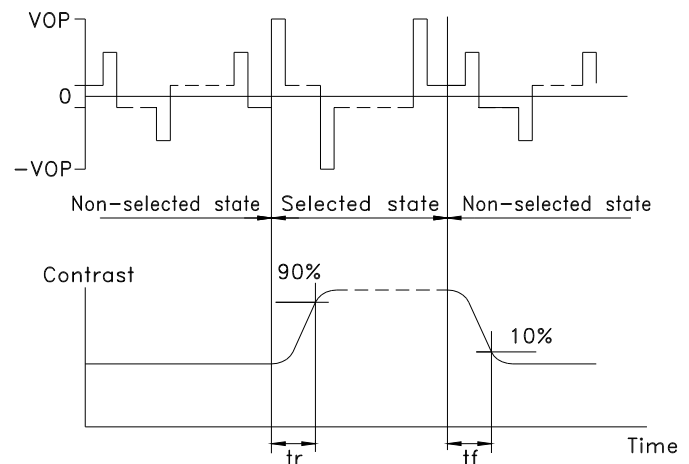 VOP
0
-VOP
Non-selected state Selected state Non-selected state
Contrast
90%
10%
Time
tr tf